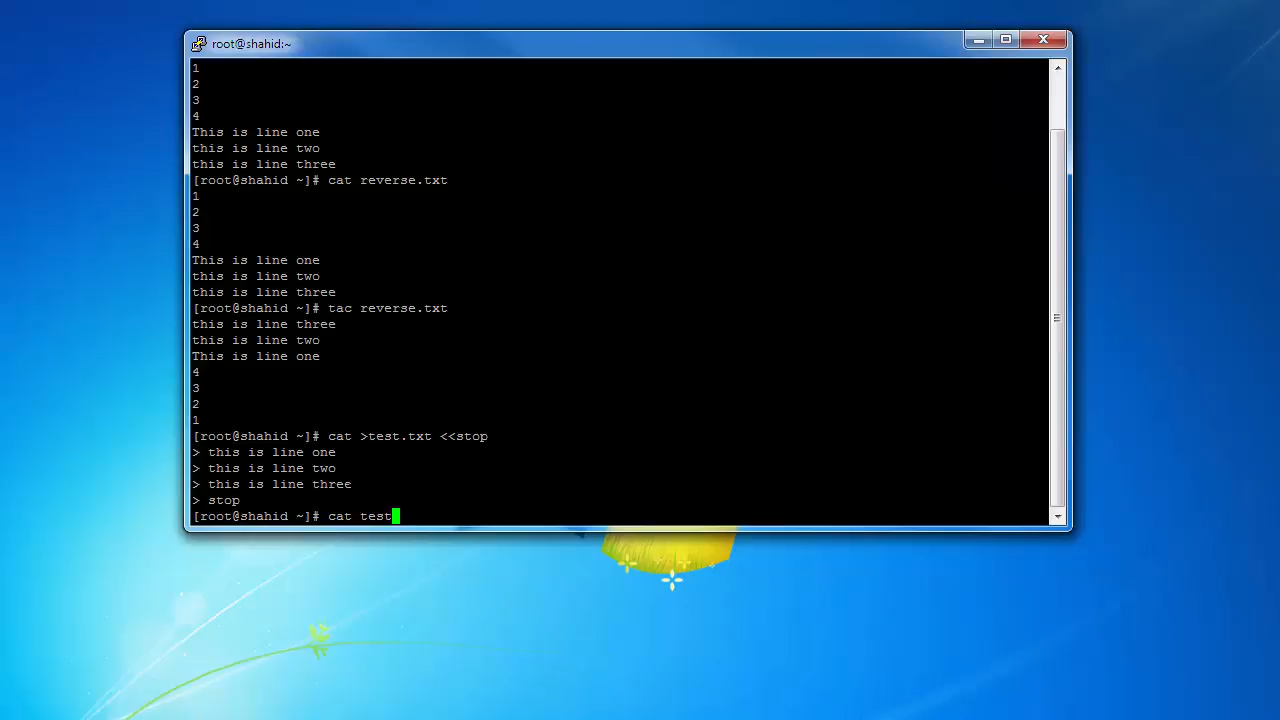 root@shahid:~
1
2
3
4
This is line one
this is line two
this is line three
[root@shahid ~]# cat reverse.txt
1
2
3
4
This is line one
this is line two
this is line three
[root@shahid ~]# tac reverse.txt
this is line three
this is line two
This is line one
4
3
2
1
[root@shahid ~]# cat >test.txt <<stop
> this is line one
> this is line two
> this is line three
> stop
[root@shahid ~]# cat test